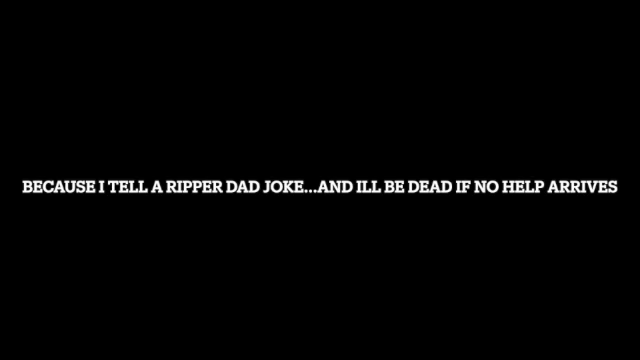 BECAUSE I TELL A RIPPER DAD JOKE...AND ILL BE DEAD IF NO HELP ARRIVES